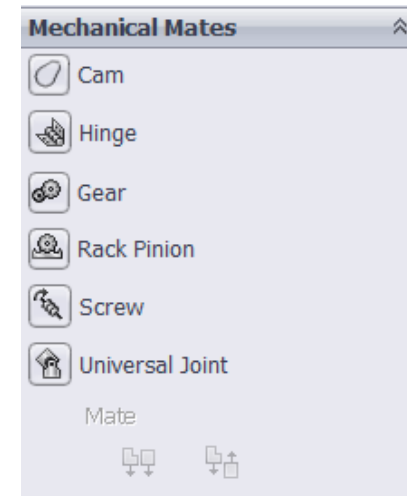 Mechanical Mates
Cam
Hinge
Gear
Rack Pinion
Screw
Universal Joint
Mate